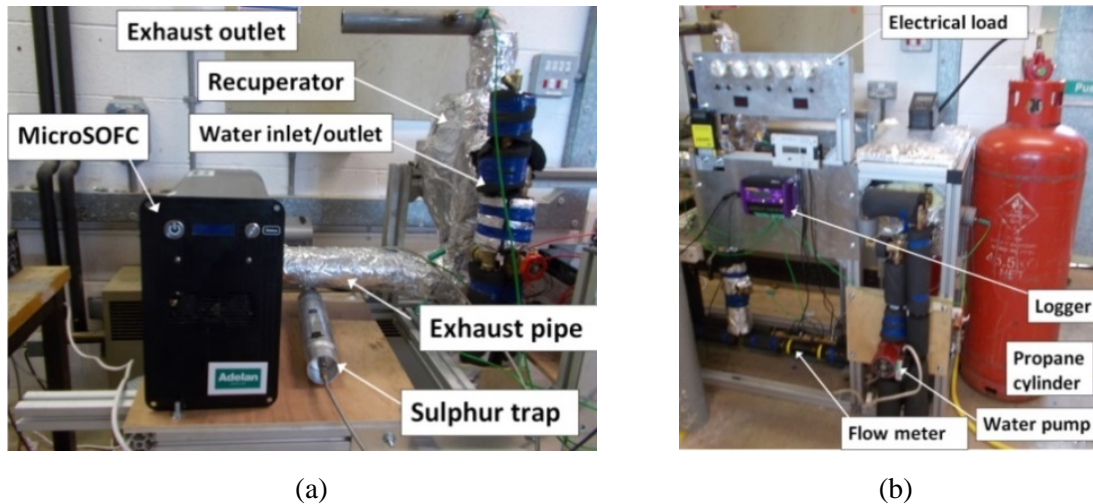 Exhaust outlet
Recuperator
MicroSOFC
Water inlet/outlet
Exhaust pipe
Sulphur trap
Adelan
(a)
Electrical load
Logger
Propane
cylinder
Water pump
Flow meter
NET
(b)